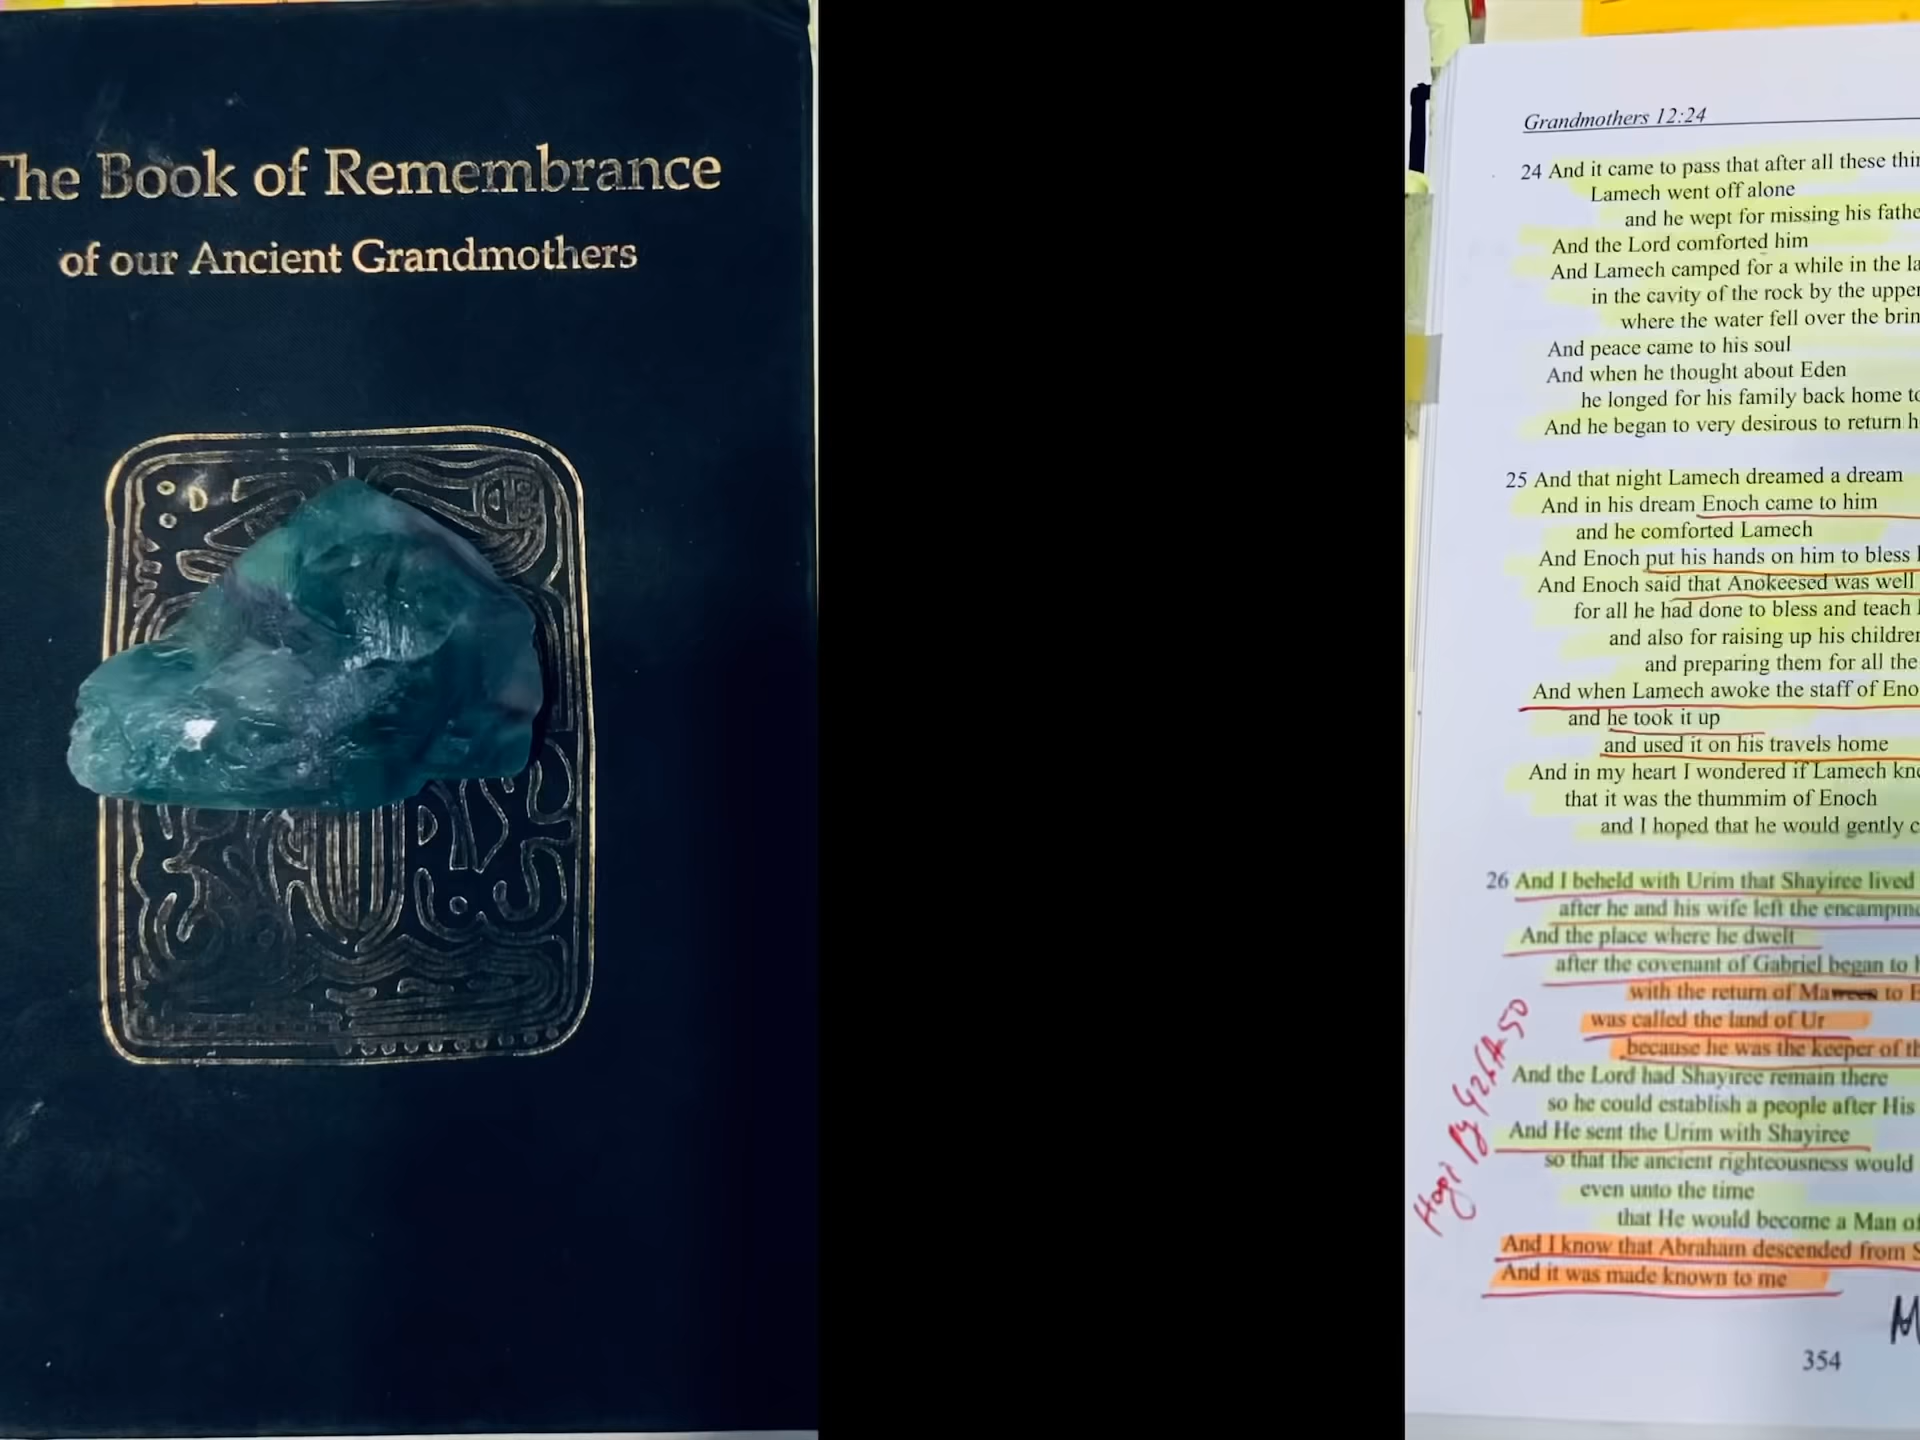 The Book of Remembrance
of our Ancient Grandmothers
Grandmothers 12:24
24 And it came to pass that after all these
Lamech went off alone
and he wept for missing his
And the Lord comforted him
And Lamech camped for a while in the
in the cavity of the rock by the upper
where the water fell over the
And peace came to his soul
And when he thought about Eden
he longed for his family back home
And he began to very desirous to return
25 And that night Lamech dreamed a dream
And in his dream Enoch came to him
and he comforted Lamech
And Enoch put his hands on him to bless
And Enoch said that Anokeesed was well
for all he had done to bless and teach
and also for raising up his
and preparing them for all the
And when Lamech awoke the staff of
and he took it up
and used it on his travels home
And in my heart I wondered if Lamech
that it was the thummim of Enoch
and I hoped that he would gently
26 And I beheld with Urim that Shayiree lived
after he and his wife left the
And the place where he dwelt
after the covenant of Gabriel began to
with the return of to
was called the land of Ur
because he was the keeper of
And the Lord had Shayiree remain there
so he could establish a people after His
And He sent the Urim with Shayiree
so that the ancient righteousness would
even unto the time
that He would become a Man
And I know that Abraham descended from
And it was made known to me
354